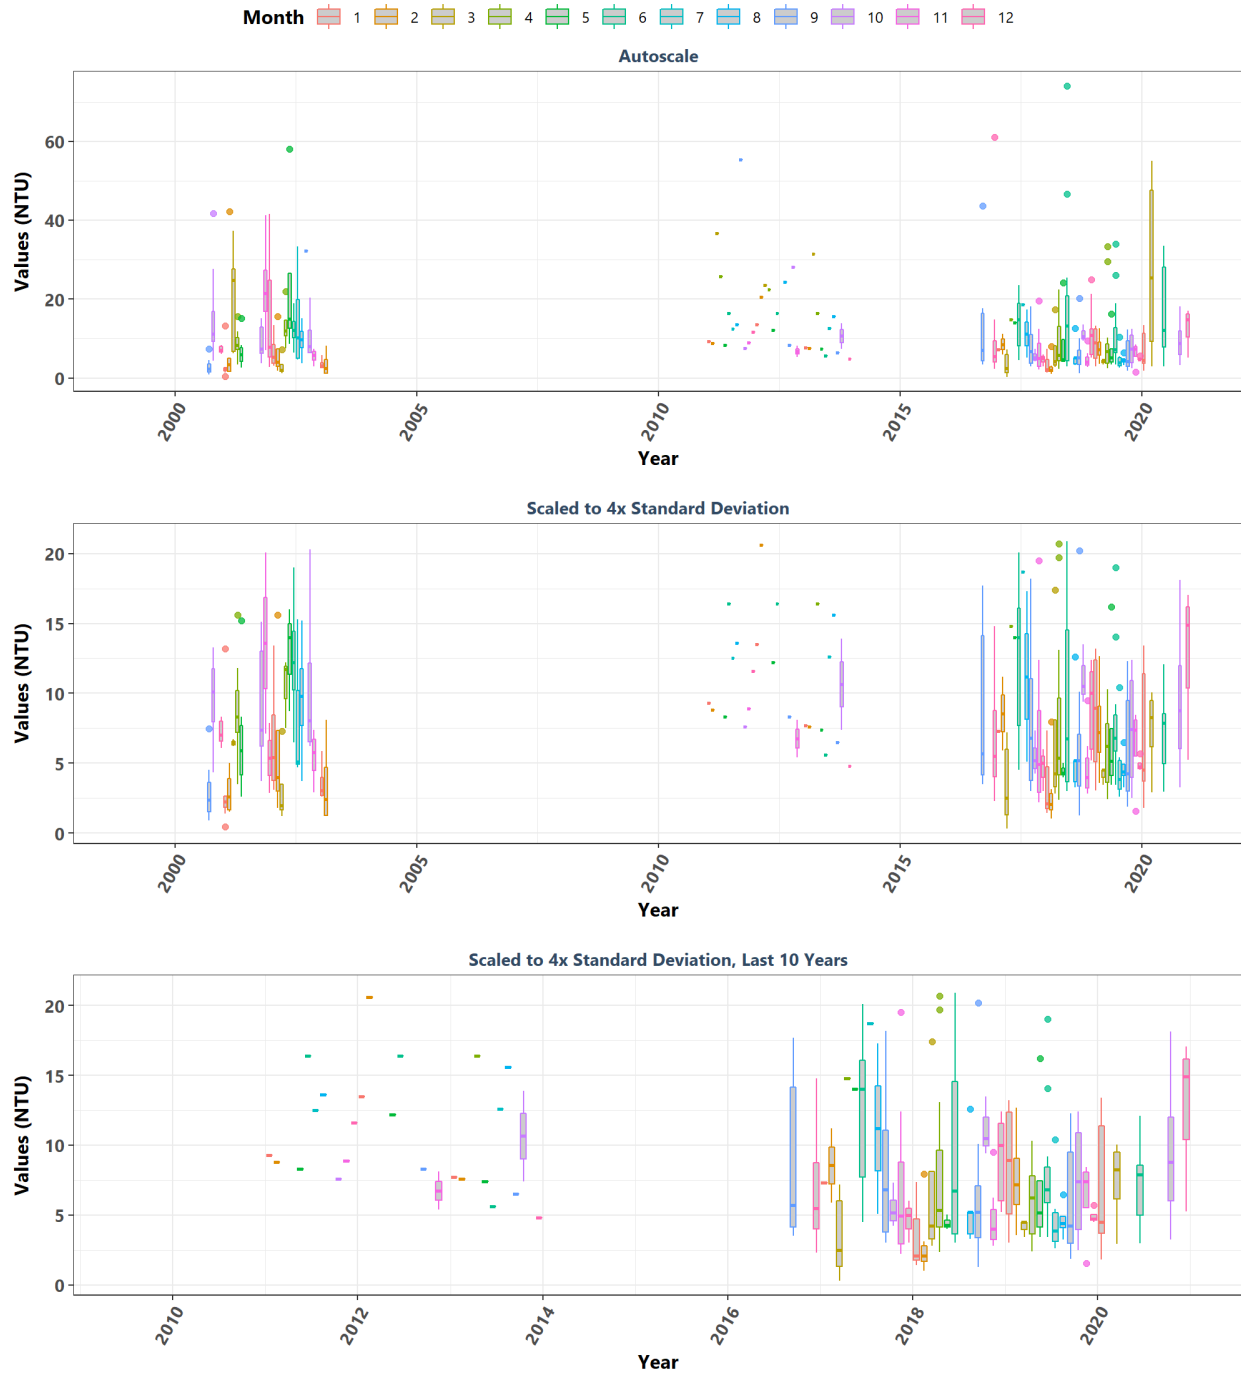 Month 1 2 3 4 5 6 7 8 9 10 11 12
Autoscale
Values (NTU)
60
40
20
0
2000 2005 2010 2015 2020
Year
Scaled to 4x Standard Deviation
Values (NTU)
20
15
10
5
0
2000 2005 2010 2015 2020
Year
Scaled to 4x Standard Deviation, Last 10 Years
Values (NTU)
20
15
10
5
0
2010 2012 2014 2016 2018 2020
Year